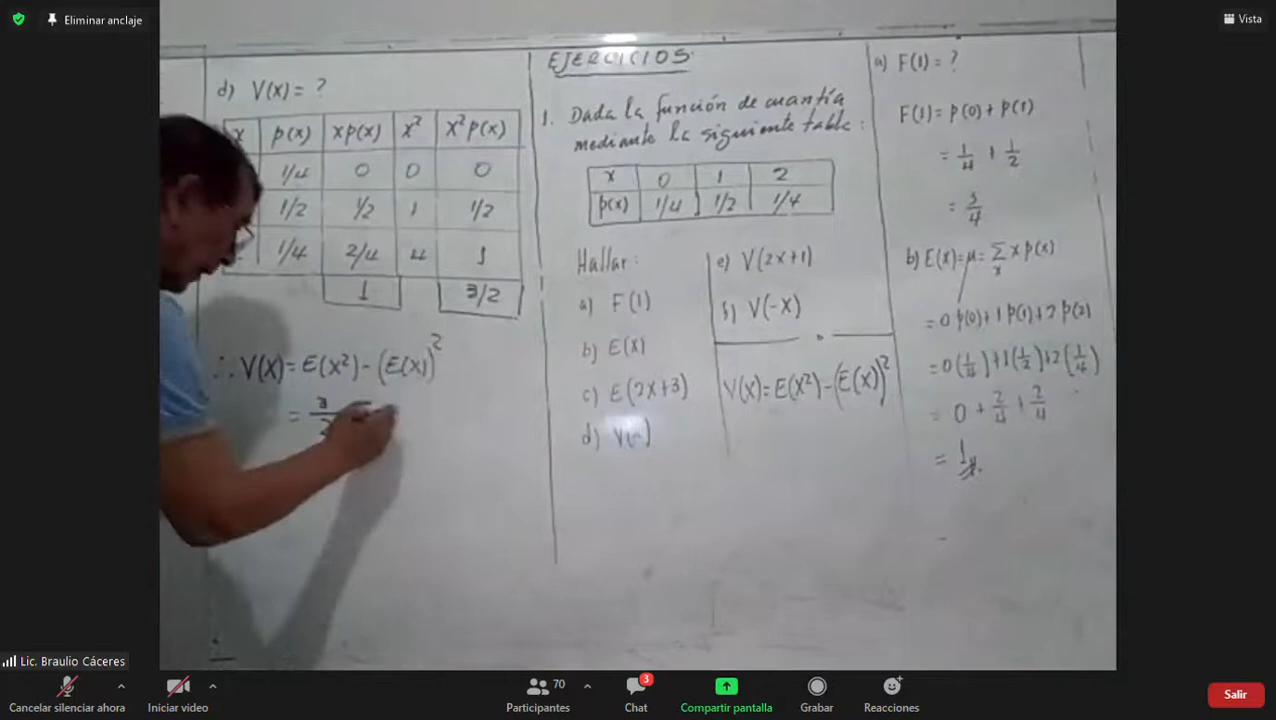 Eliminar anclaje
Vista
d) V(X) = ?
x | p(x) | xp(x) | x² | x²p(x)
1/4 | 0 | 0 | 0
1/2 | 1/2 | 1 | 1/2
1/4 | 2/4 | 4 | 1
1 | 3/2
∴ V(X) = E(X²) - (E(X))²
= 3/2 -
EJERCICIOS
1. Dada la función de cuantía
mediante la siguiente tabla:
x | 0 | 1 | 2
p(x) | 1/4 | 1/2 | 1/4
Hallar:
a) F(1)
b) E(X)
c) E(2X+3)
e) V(2X+1)
V(-X)
V(X) = E(X²) - (E(X))²
a) F(1) = ?
F(1) = p(0) + p(1)
= 1/4 + 1/2
= 3/4
b) E(X) = μ = Σ x p(x)
x
= 0 p(0) + 1 p(1) + 2 p(2)
= 0(1/4) + 1(1/2) + 2(1/4)
= 0 + 2/4 + 2/4
= 1
Lic. Braulio Cáceres
Cancelar silenciar ahora
Iniciar video
70
Participantes
3
Chat
Compartir pantalla
Grabar
Reacciones
Salir